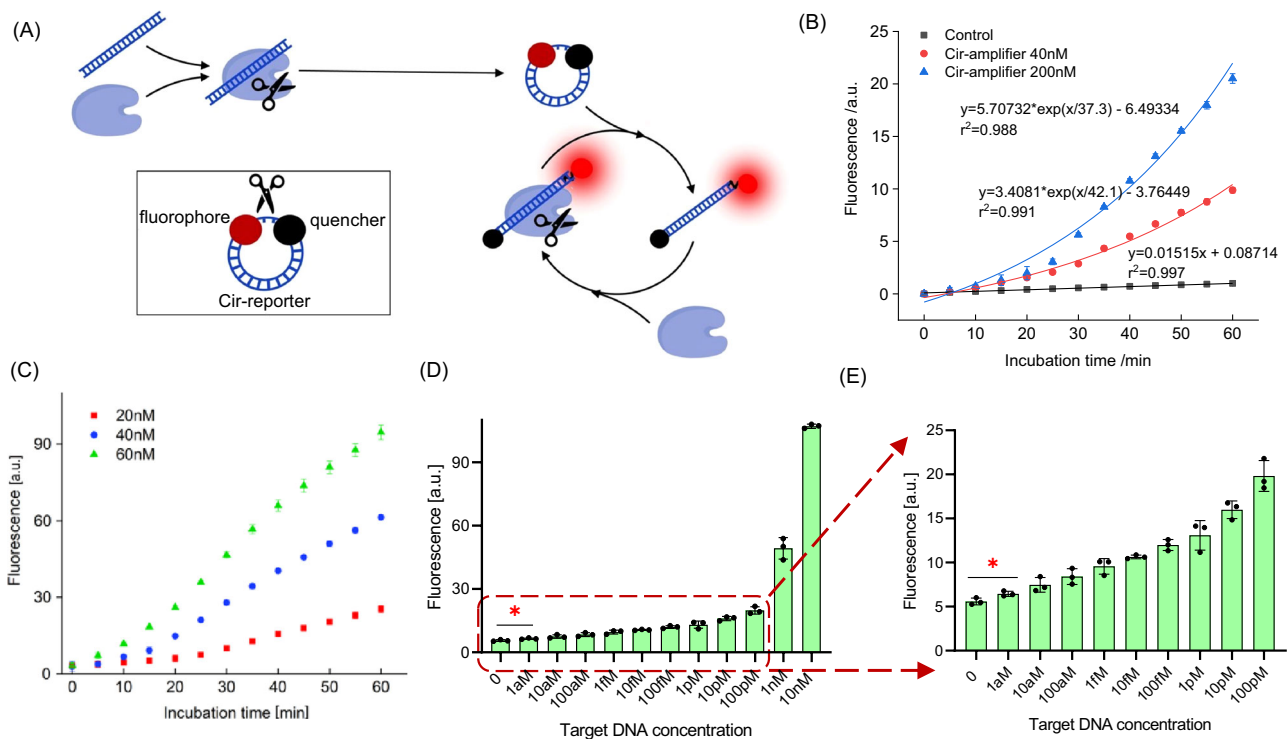 (A)
fluorophore
quencher
Cir-reporter
(B)
Control
Cir-amplifier 40nM
Cir-amplifier 200nM
y=5.70732*exp(x/37.3) - 6.49334
r²=0.988
y=3.4081*exp(x/42.1) - 3.76449
r²=0.991
y=0.01515x + 0.08714
r²=0.997
Fluorescence /a.u.
25
20
15
10
5
0
0 10 20 30 40 50 60
Incubation time /min
(C)
20nM
40nM
60nM
Fluorescence [a.u.]
90
60
30
0
0 10 20 30 40 50 60
Incubation time [min]
(D)
Fluorescence [a.u.]
90
60
30
0
*
0 1aM 10aM 100aM 1fM 10fM 100fM 1pM 10pM 100pM 1nM 10nM
Target DNA concentration
(E)
Fluorescence [a.u.]
25
20
15
10
5
0
*
0 1aM 10aM 100aM 1fM 10fM 100fM 1pM 10pM 100pM
Target DNA concentration